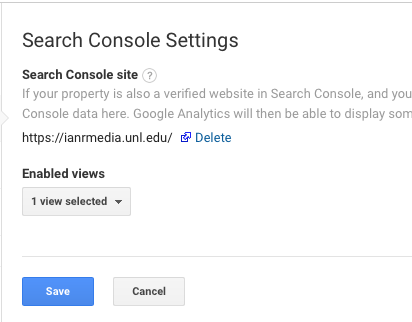 Search Console Settings
Search Console site ?
If your property is also a verified website in Search Console, and you
Console data here. Google Analytics will then be able to display som
https://ianrmedia.unl.edu/ Delete
Enabled views
1 view selected
Save Cancel